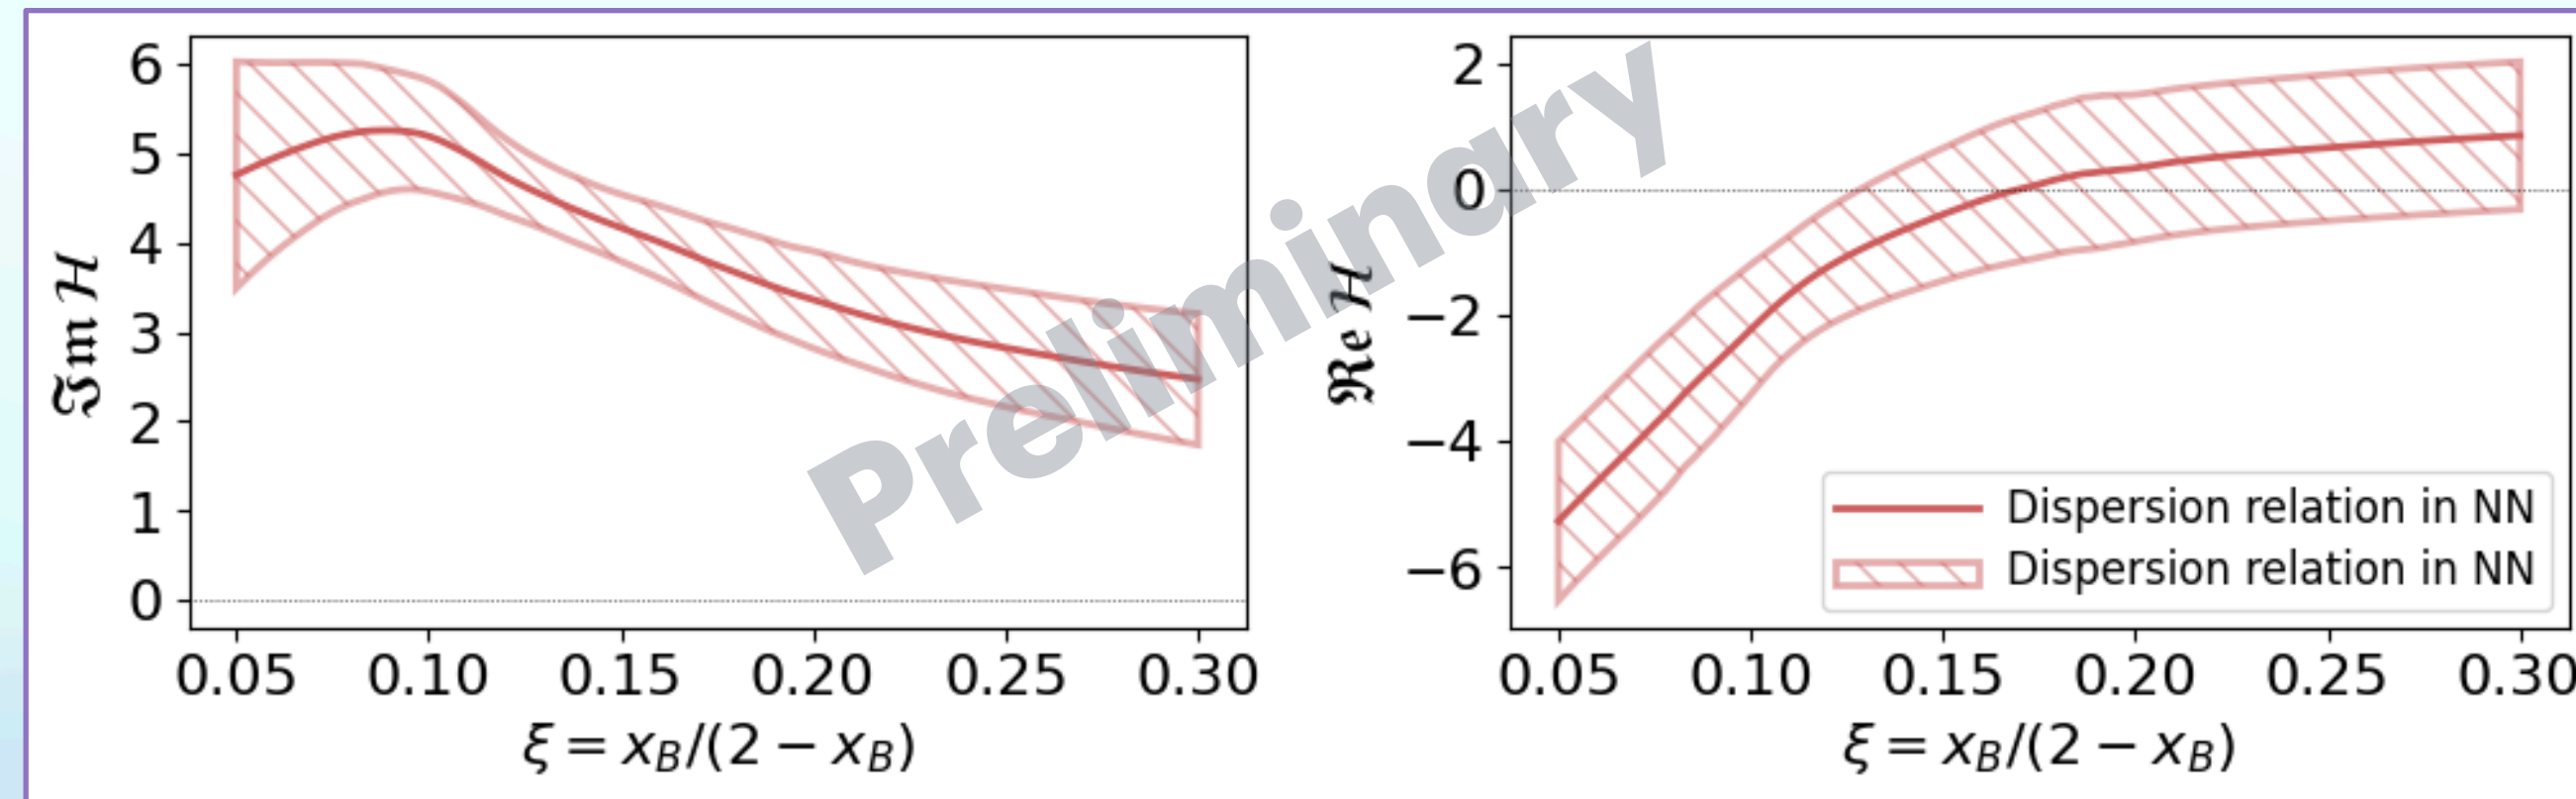 6
5
4
3
2
1
0
ℑm ℋ
0.05 0.10 0.15 0.20 0.25 0.30
ξ = x_B/(2 − x_B)
Preliminary
2
0
−2
−4
−6
ℜe ℋ
Dispersion relation in NN
Dispersion relation in NN
0.05 0.10 0.15 0.20 0.25 0.30
ξ = x_B/(2 − x_B)